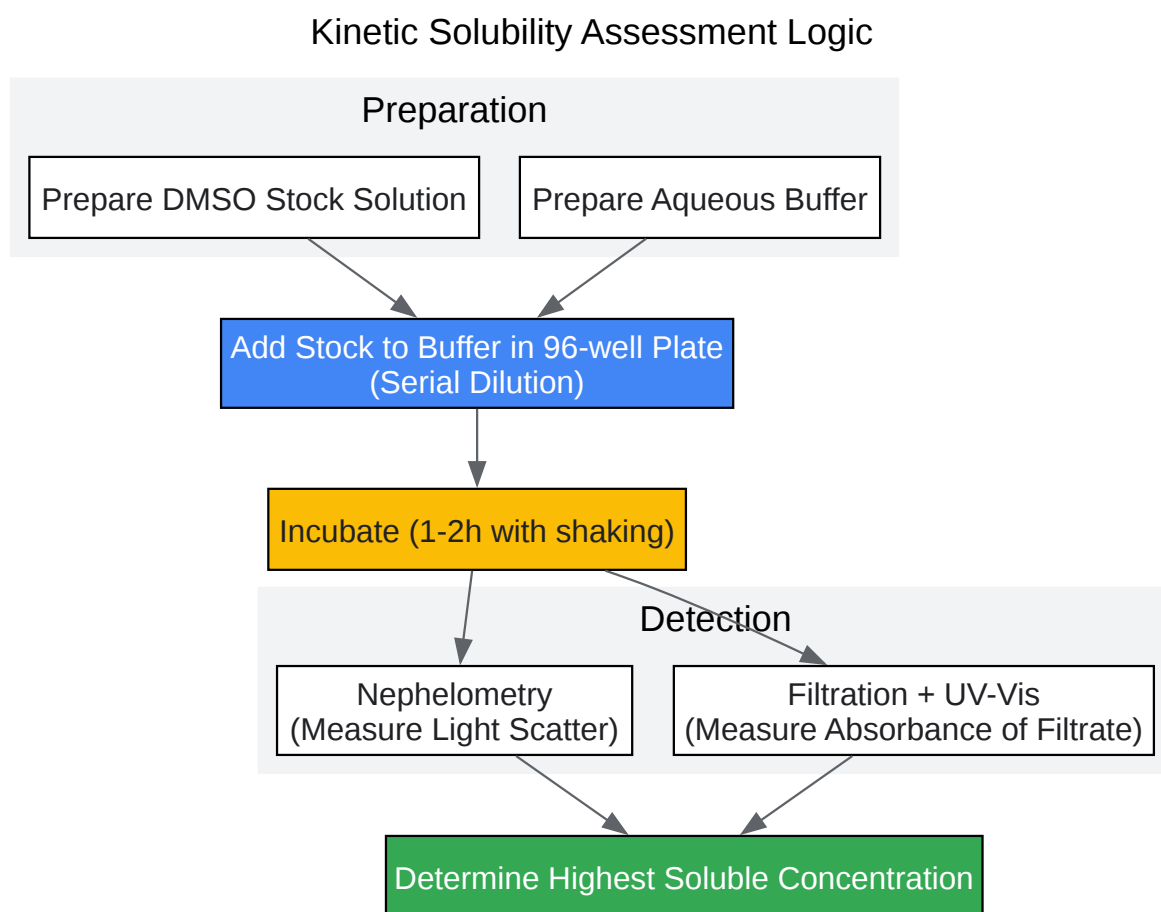 Kinetic Solubility Assessment Logic
Preparation
Prepare DMSO Stock Solution
Prepare Aqueous Buffer
Add Stock to Buffer in 96-well Plate
(Serial Dilution)
Incubate (1-2h with shaking)
Detection
Nephelometry
(Measure Light Scatter)
Filtration + UV-Vis
(Measure Absorbance of Filtrate)
Determine Highest Soluble Concentration